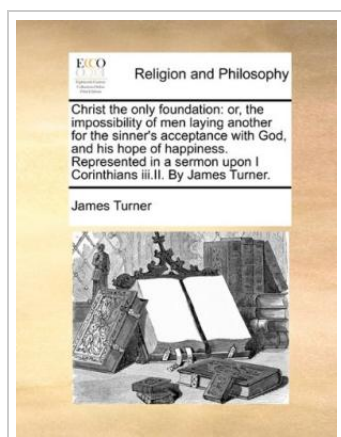 ECCO
Religion and Philosophy
Christ the only foundation: or, the
impossibility of men laying another
for the sinner's acceptance with God,
and his hope of happiness.
Represented in a sermon upon I
Corinthians iii.II. By James Turner.
James Turner